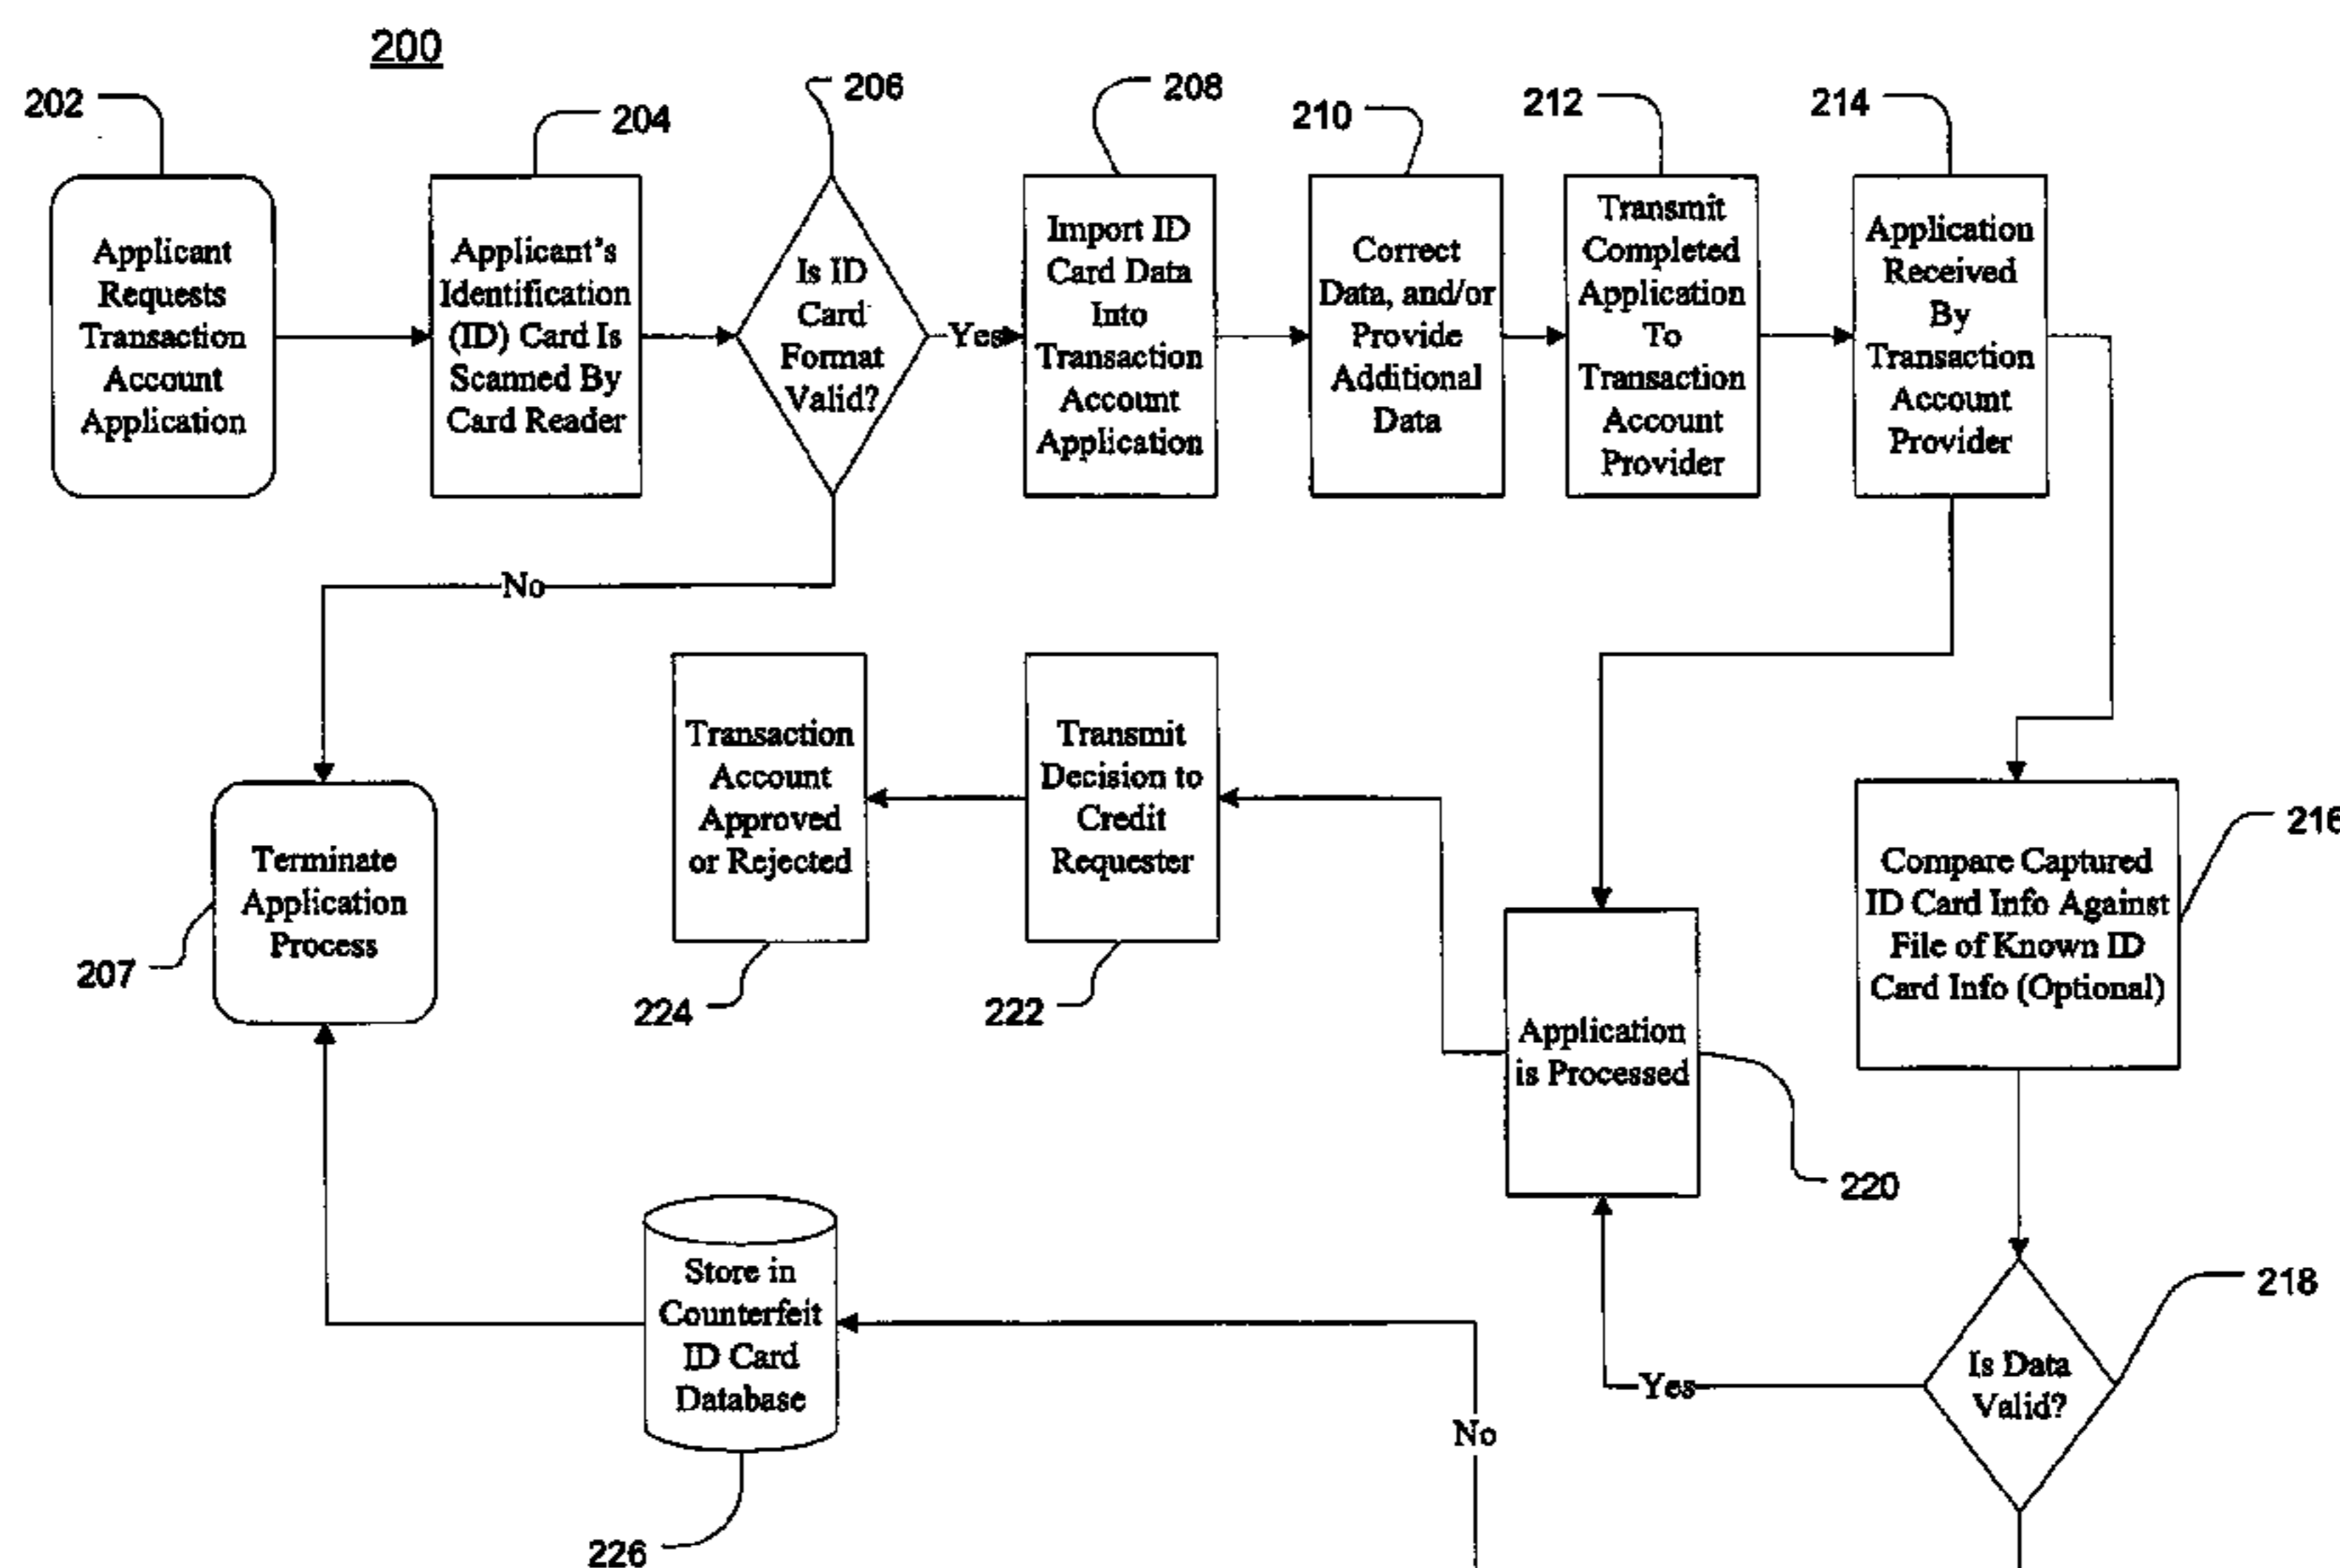 200
202
204
206
208
210
212
214
Applicant
Requests
Transaction
Account
Application
Applicant's
Identification
(ID) Card Is
Scanned By
Card Reader
Is ID
Card
Format
Valid?
Yes
Import ID
Card Data
Into
Transaction
Account
Application
Correct
Data, and/or
Provide
Additional
Data
Transmit
Completed
Application
To
Transaction
Account
Provider
Application
Received
By
Transaction
Account
Provider
No
Terminate
Application
Process
207
Transaction
Account
Approved
or Rejected
224
Transmit
Decision to
Credit
Requester
222
Application
is Processed
220
Compare Captured
ID Card Info Against
File of Known ID
Card Info (Optional)
216
Store in
Counterfeit
ID Card
Database
226
No
Yes
Is Data
Valid?
218